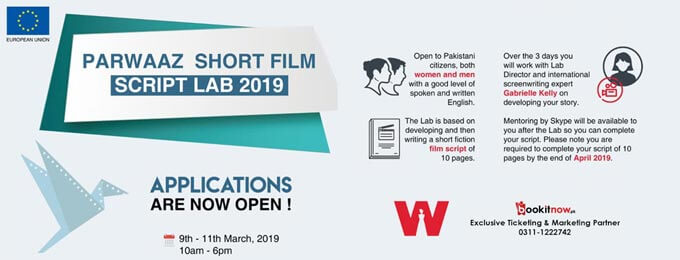 EUROPEAN UNION
PARWAAZ SHORT FILM
SCRIPT LAB 2019
APPLICATIONS
ARE NOW OPEN !
9th - 11th March, 2019
10am - 6pm
Open to Pakistani
citizens, both
women and men
with a good level of
spoken and written
English.
The Lab is based on
developing and then
writing a short fiction
film script of
10 pages.
Over the 3 days you
will work with Lab
Director and international
screenwriting expert
Gabrielle Kelly on
developing your story.
Mentoring by Skype will be available to
you after the Lab so you can complete
your script. Please note you are
required to complete your script of 10
pages by the end of April 2019.
W
bookitnow.pk
Exclusive Ticketing & Marketing Partner
0311-1222742